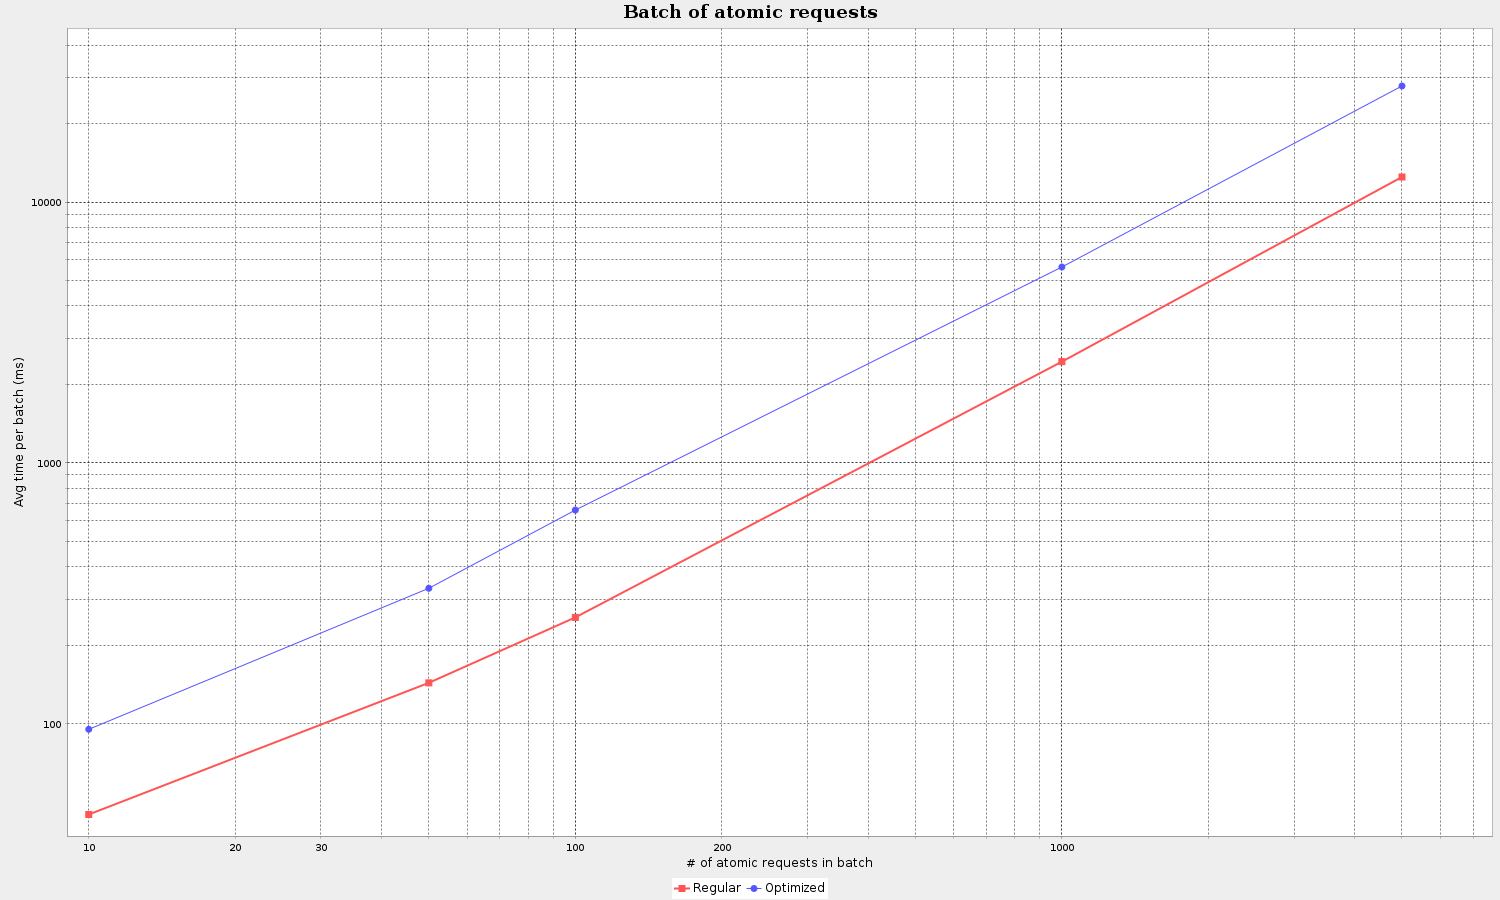 Batch of atomic requests
Avg time per batch (ms)
10000
1000
100
10 20 30 100 200 1000
# of atomic requests in batch
Regular Optimized